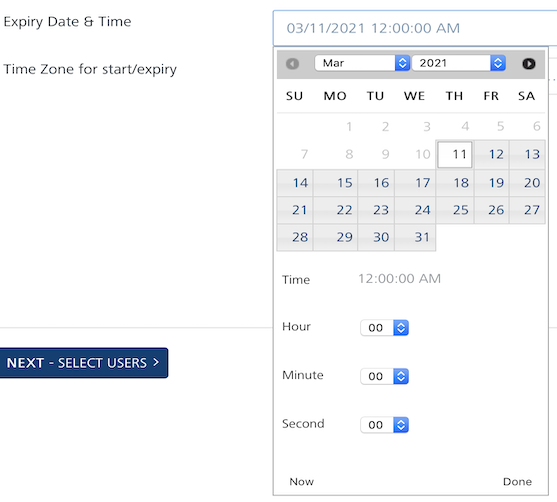 Expiry Date & Time
03/11/2021 12:00:00 AM
Time Zone for start/expiry
Mar 2021
SU MO TU WE TH FR SA
1 2 3 4 5 6
7 8 9 10 11 12 13
14 15 16 17 18 19 20
21 22 23 24 25 26 27
28 29 30 31
Time 12:00:00 AM
Hour 00
NEXT - SELECT USERS >
Minute 00
Second 00
Now Done